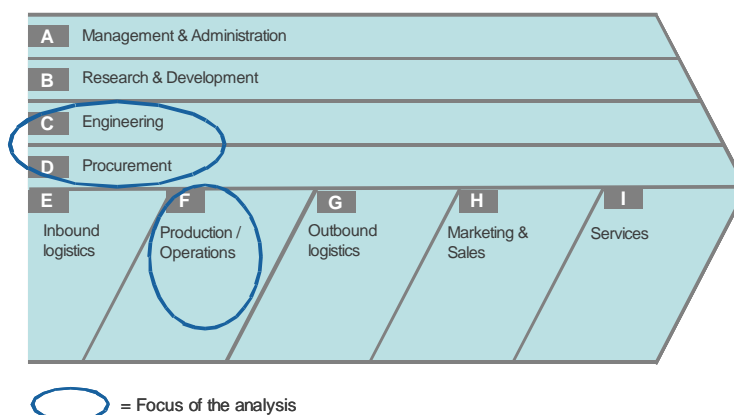 A Management & Administration
B Research & Development
C Engineering
D Procurement
E
Inbound
logistics
F
Production /
Operations
G
Outbound
logistics
H
Marketing &
Sales
I
Services
= Focus of the analysis